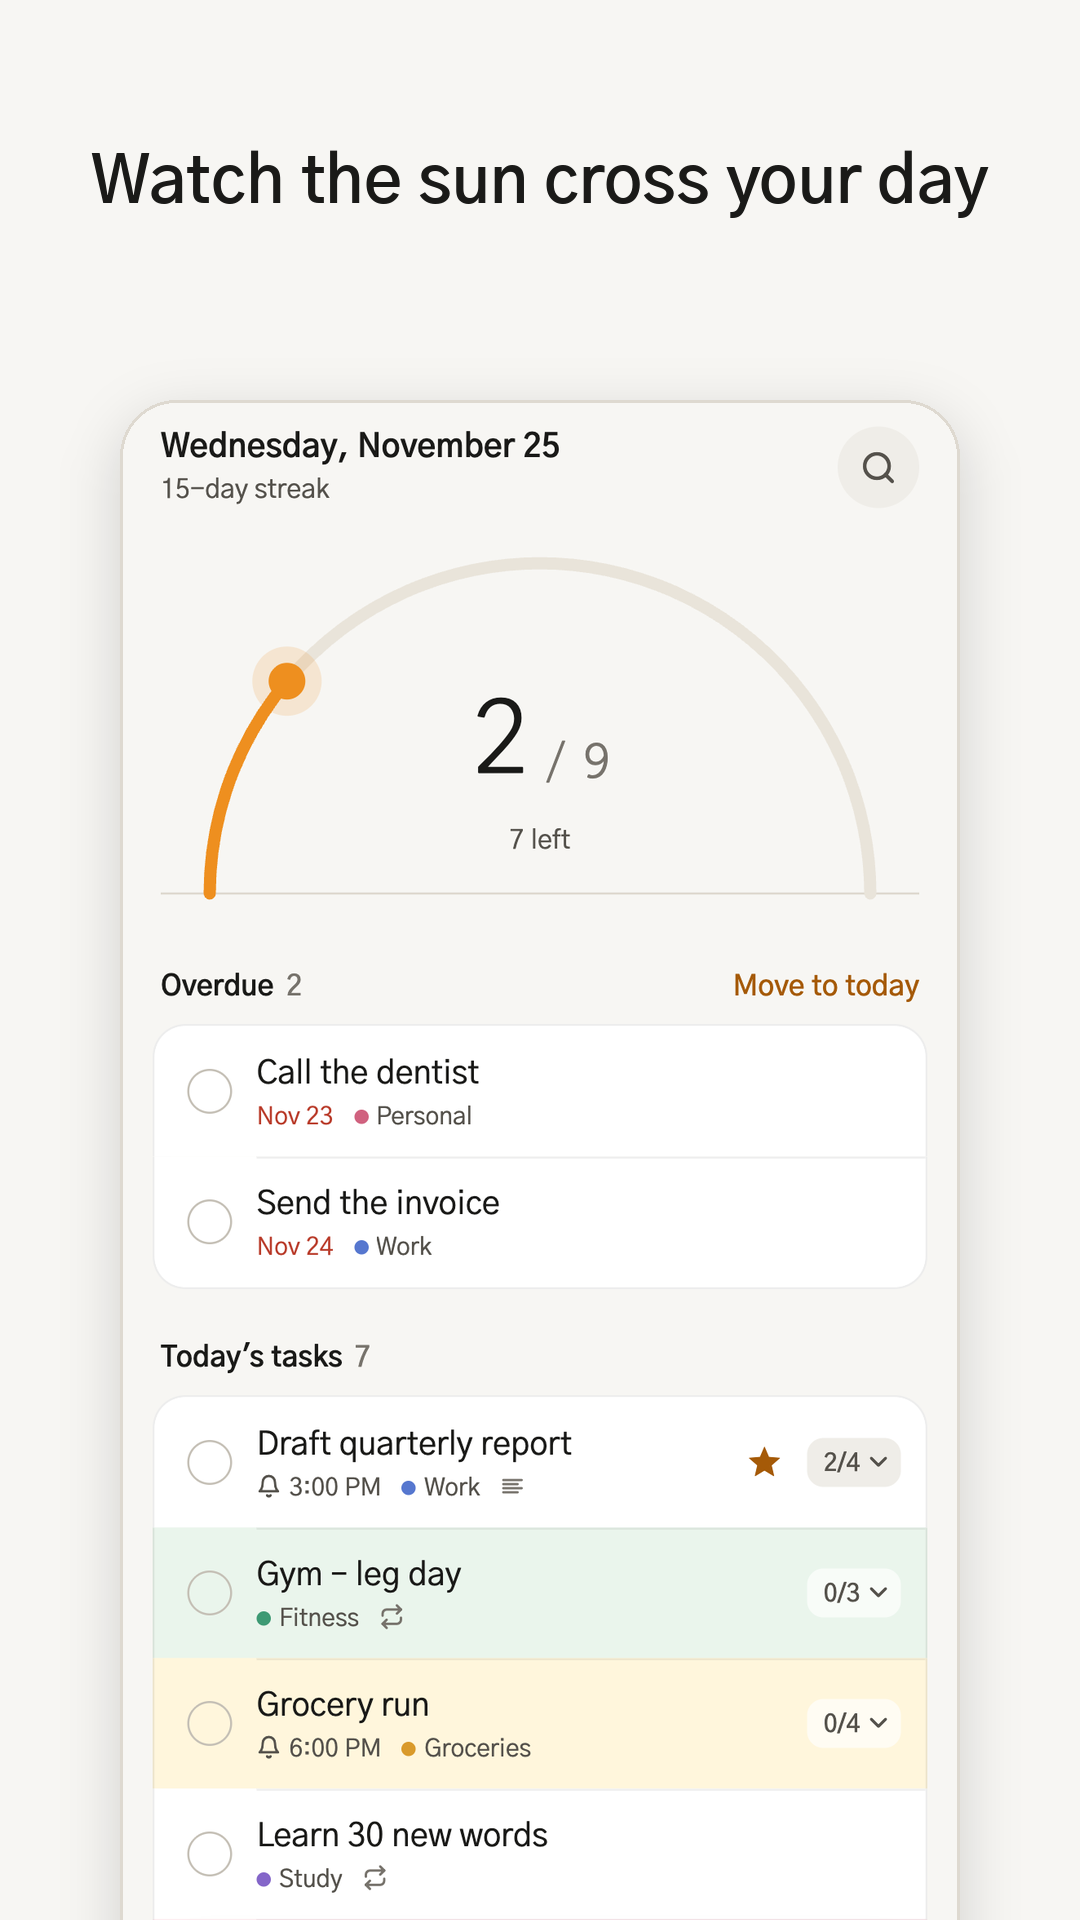 Watch the sun cross your day
Wednesday, November 25
15-day streak
2 / 9
7 left
Overdue 2
Move to today
Call the dentist
Nov 23 Personal
Send the invoice
Nov 24 Work
Today's tasks 7
Draft quarterly report
3:00 PM Work
2/4
Gym – leg day
Fitness
0/3
Grocery run
6:00 PM Groceries
0/4
Learn 30 new words
Study